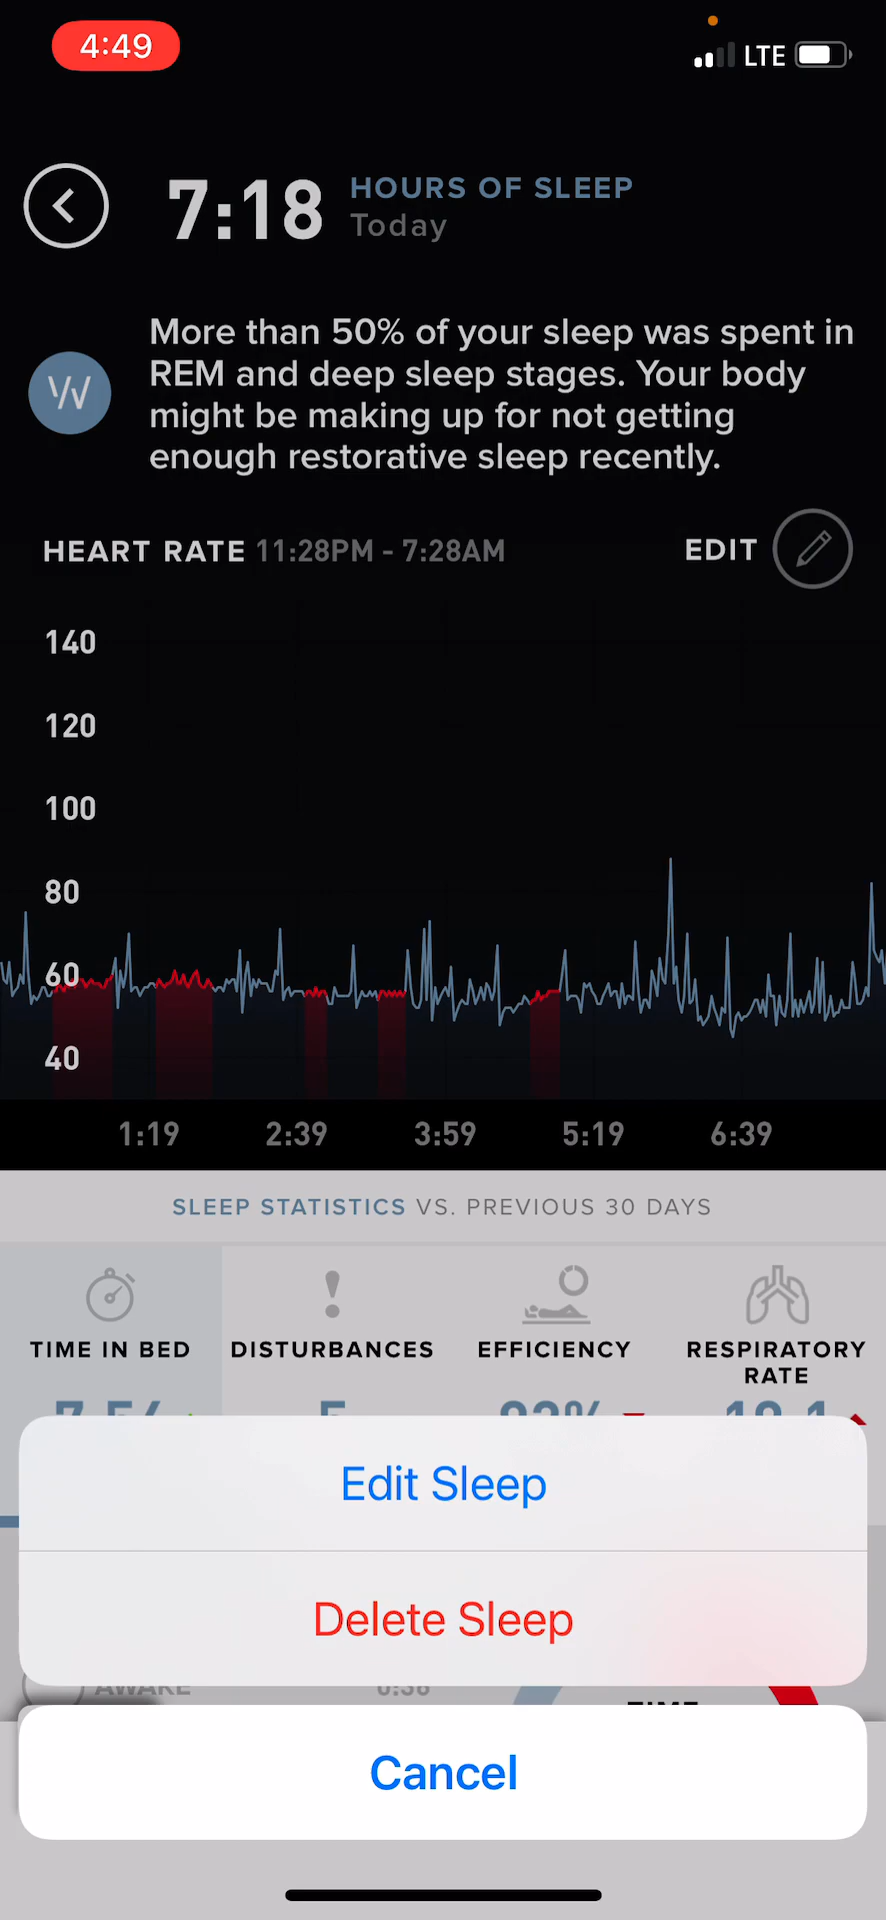 4:49
LTE
7:18
HOURS OF SLEEP
Today
More than 50% of your sleep was spent in
REM and deep sleep stages. Your body
might be making up for not getting
enough restorative sleep recently.
HEART RATE 11:28PM - 7:28AM
EDIT
140
120
100
80
60
40
1:19 2:39 3:59 5:19 6:39
SLEEP STATISTICS VS. PREVIOUS 30 DAYS
TIME IN BED
DISTURBANCES
EFFICIENCY
RESPIRATORY
RATE
Edit Sleep
Delete Sleep
AWAKE
Cancel